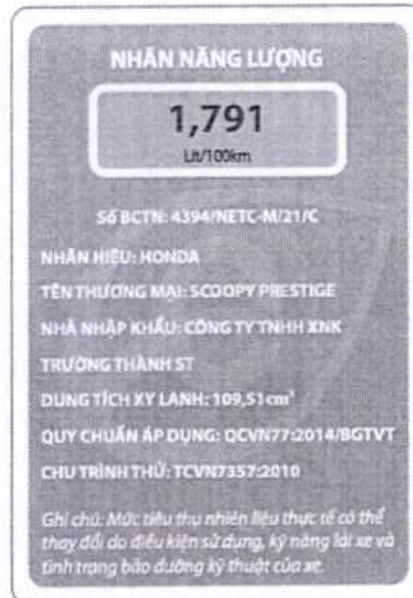 NHÃN NĂNG LƯỢNG
1,791
Lít/100km
Số BCTN: 4394/NETC-M/21/C
NHÃN HIỆU: HONDA
TÊN THƯƠNG MẠI: SCOOPY PRESTIGE
NHÀ NHẬP KHẨU: CÔNG TY TNHH XNK
TRƯỜNG THÀNH ST
DUNG TÍCH XY LANH: 109,51cm³
QUY CHUẨN ÁP DỤNG: QCVN77:2014/BGTVT
CHU TRÌNH THỬ: TCVN7357:2010
Ghi chú: Mức tiêu thụ nhiên liệu thực tế có thể
thay đổi do điều kiện sử dụng, kỹ năng lái xe và
tình trạng bảo dưỡng kỹ thuật của xe.